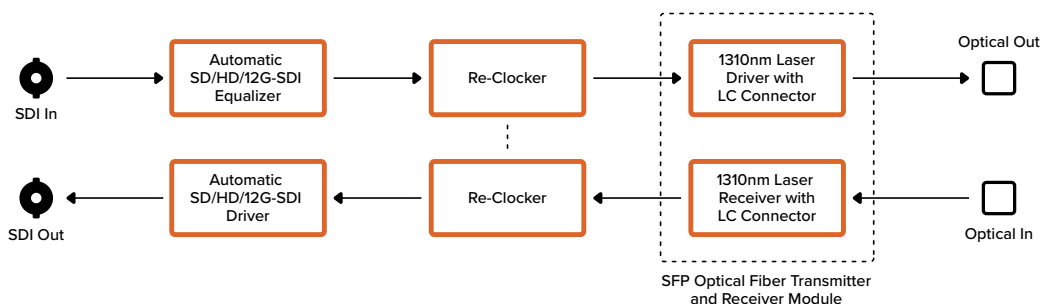 SDI In
Automatic
SD/HD/12G-SDI
Equalizer
Re-Clocker
1310nm Laser
Driver with
LC Connector
Optical Out
SDI Out
Automatic
SD/HD/12G-SDI
Driver
Re-Clocker
1310nm Laser
Receiver with
LC Connector
Optical In
SFP Optical Fiber Transmitter
and Receiver Module